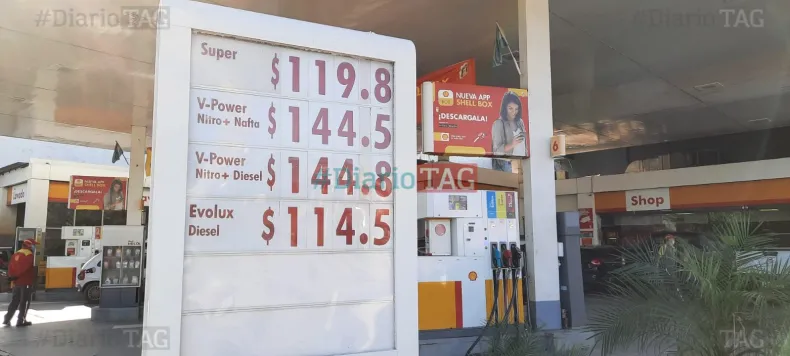 #DiarioTAG
#DiarioTAG
Super $119.8
V-Power
Nitro+ Nafta $144.5
V-Power
Nitro+ Diesel $144.8
Evolux
Diesel $114.5
#DiarioTAG
NUEVA APP
SHELL BOX
¡DESCARGALA!
6
Shop
#DiarioTAG
#DiarioTAG